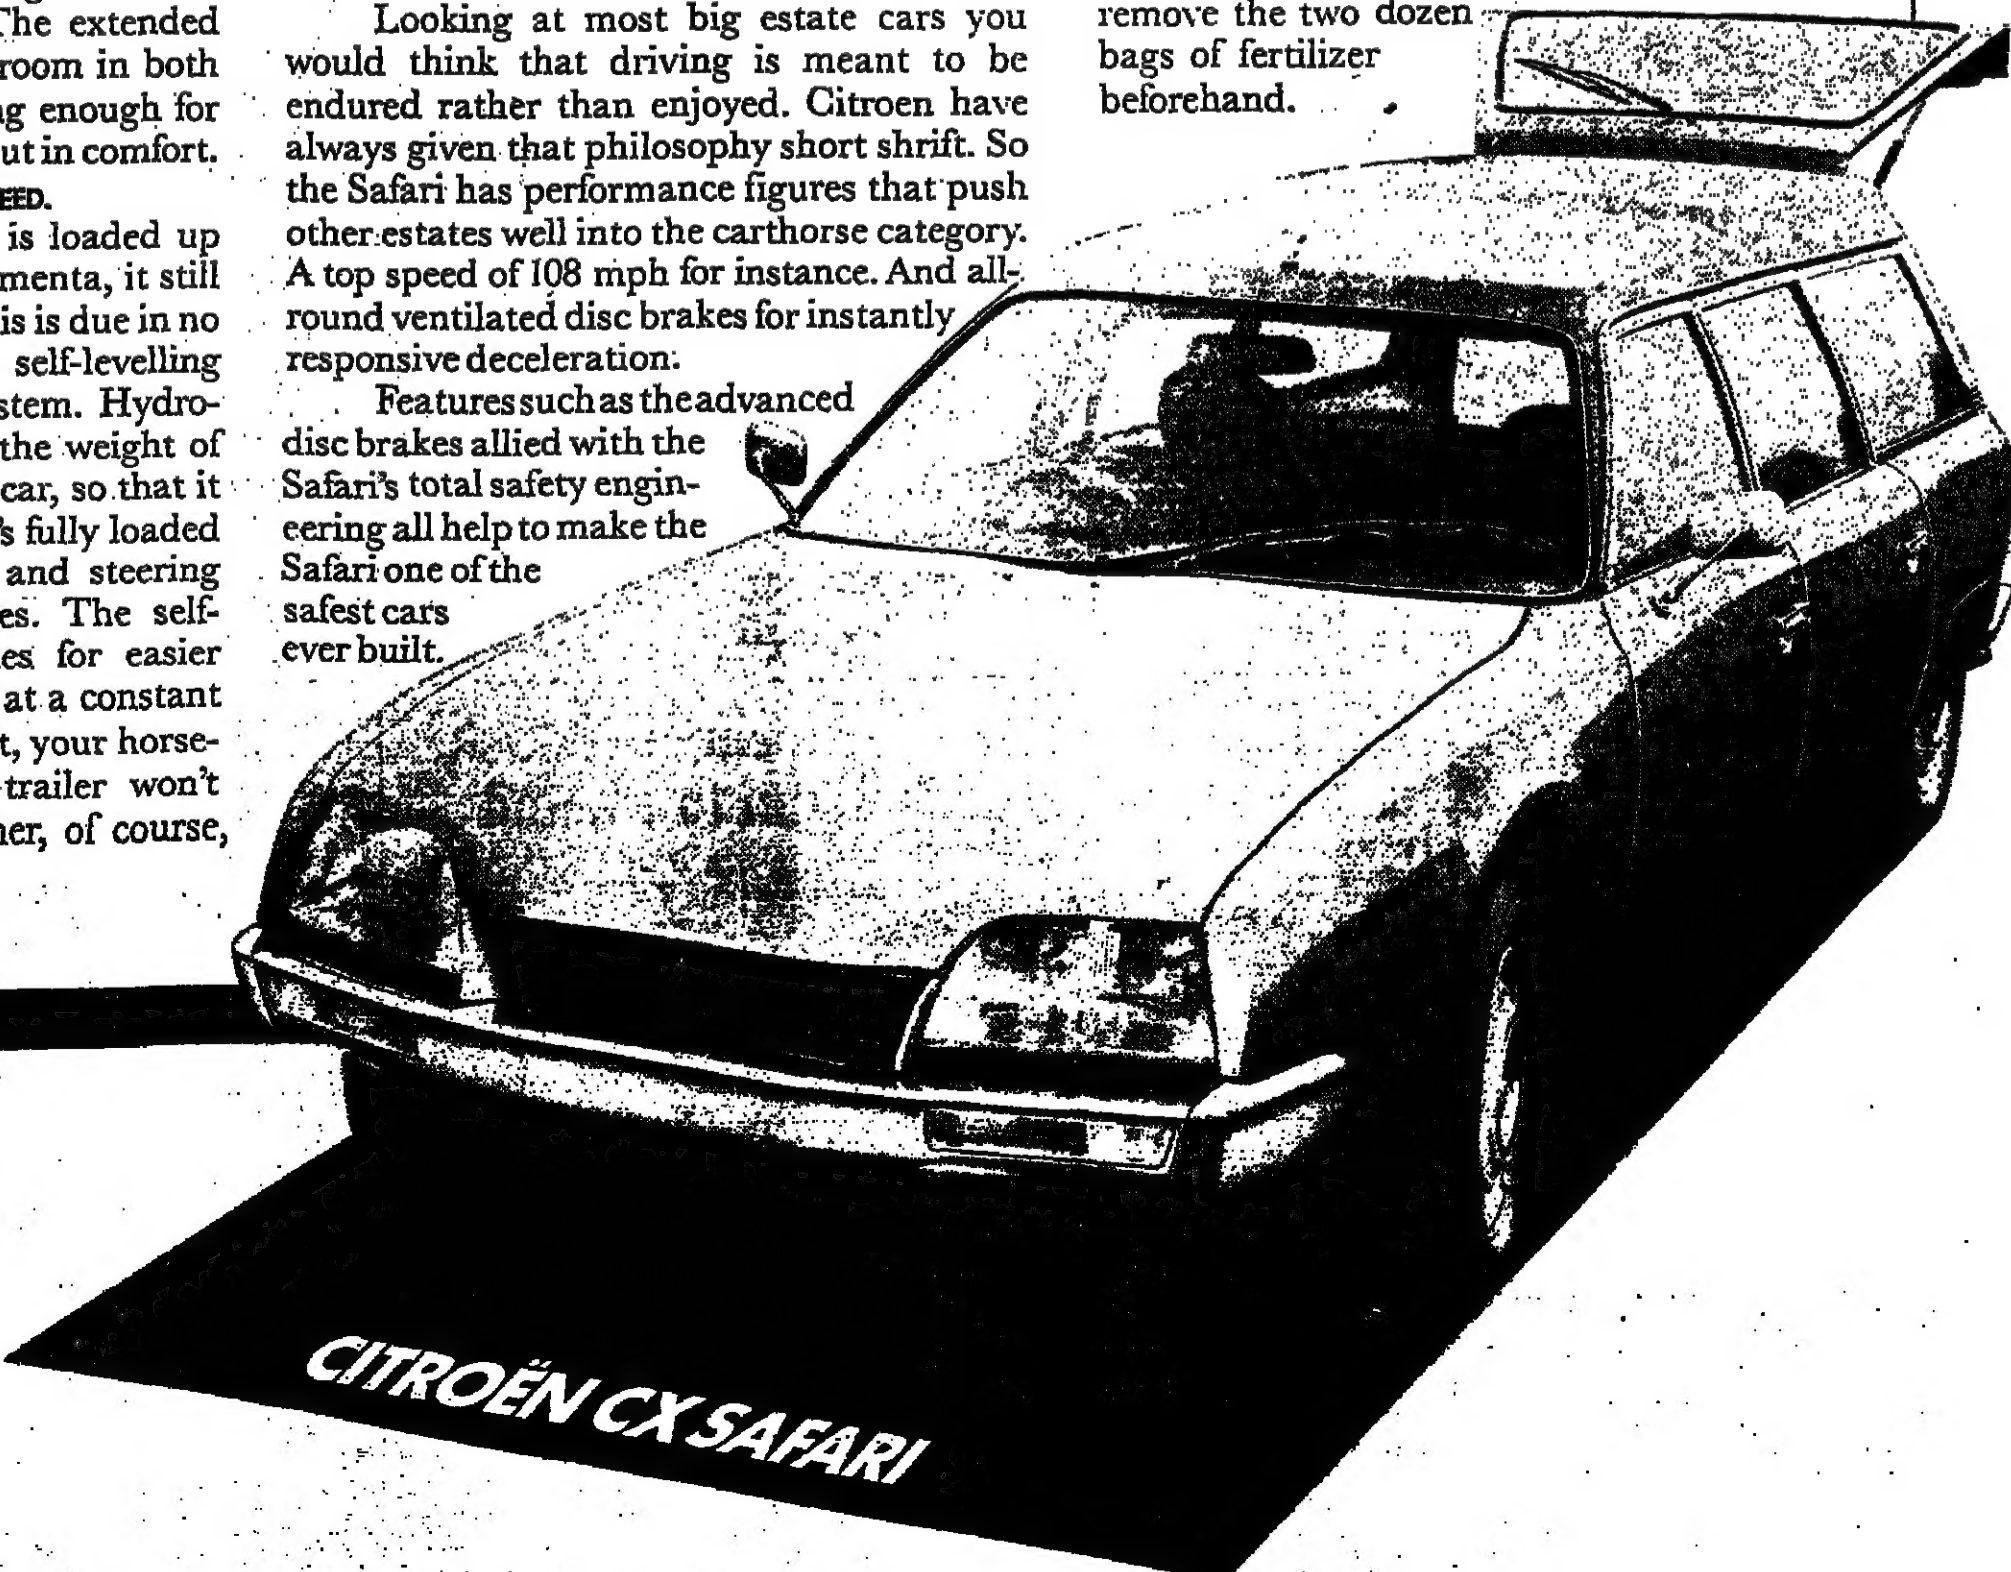 The extended
room in both
ng enough for
ut in comfort.
EED.
is loaded up
menta, it still
is is due in no
self-levelling
stem. Hydro-
the weight of
car, so that it
's fully loaded
and steering
es. The self-
es for easier
at a constant
t, your horse-
trailer won't
ner, of course,
Looking at most big estate cars you
would think that driving is meant to be
endured rather than enjoyed. Citroen have
always given that philosophy short shrift. So
the Safari has performance figures that push
other estates well into the carthorse category.
A top speed of 108 mph for instance. And all-
round ventilated disc brakes for instantly
responsive deceleration.
Features such as the advanced
disc brakes allied with the
Safari's total safety engin-
eering all help to make the
Safari one of the
safest cars
ever built.
remove the two dozen
bags of fertilizer
beforehand.
CITROËN CX SAFARI